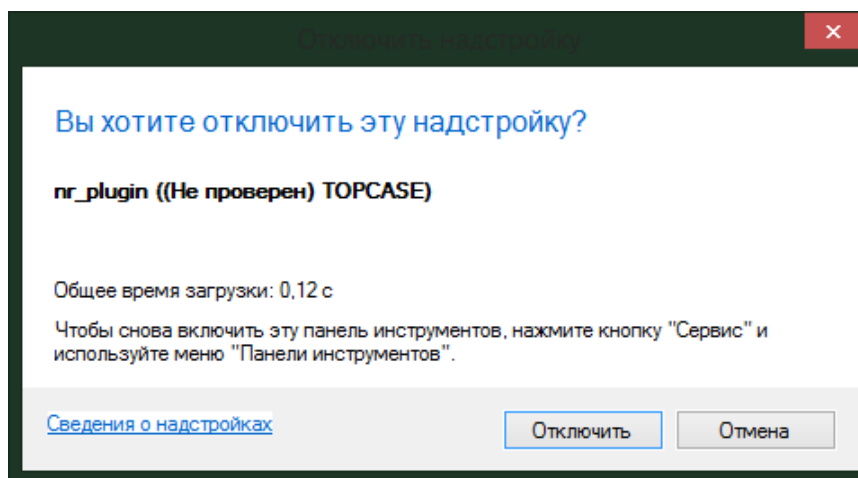 Отключить надстройку
Вы хотите отключить эту надстройку?
nr_plugin ((Не проверен) TOPCASE)
Общее время загрузки: 0,12 с
Чтобы снова включить эту панель инструментов, нажмите кнопку "Сервис" и
используйте меню "Панели инструментов".
Сведения о надстройках
Отключить
Отмена